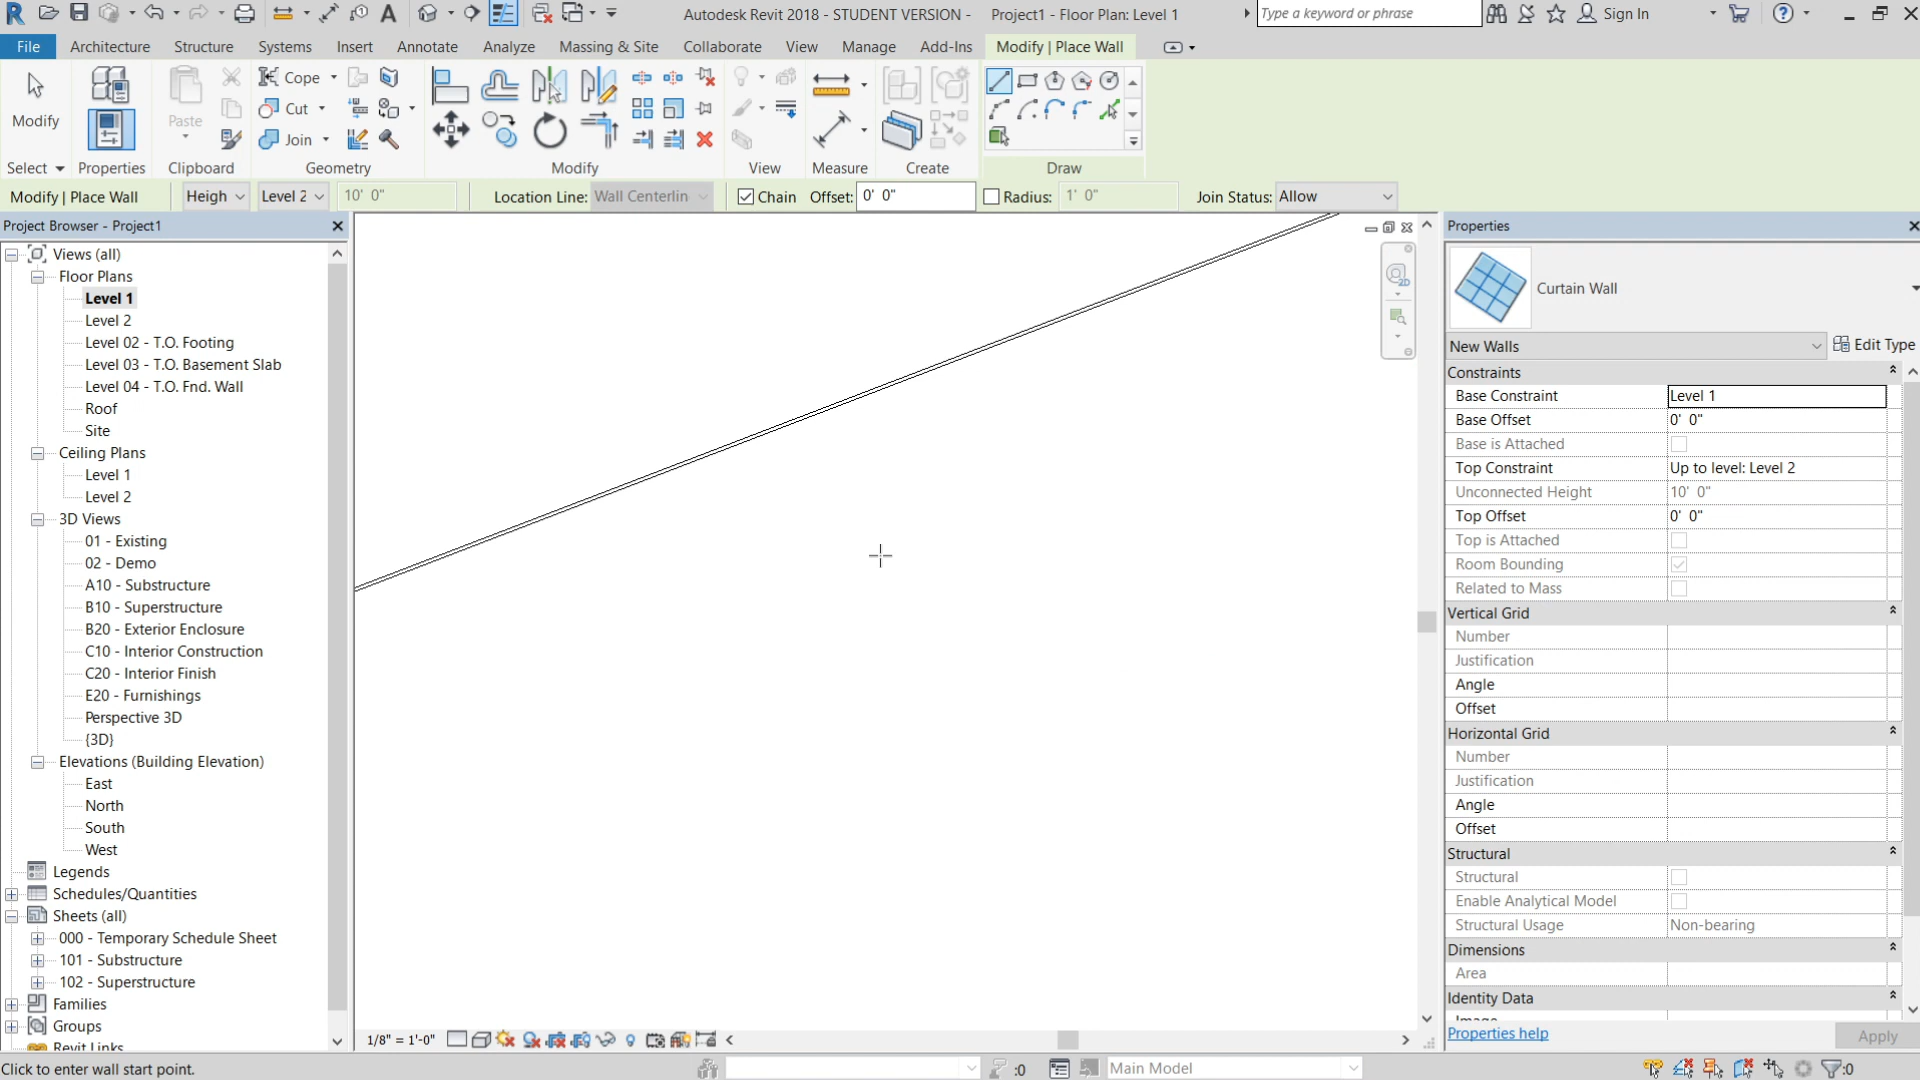 Autodesk Revit 2018 - STUDENT VERSION - Project1 - Floor Plan: Level 1
Type a keyword or phrase
Sign In
File Architecture Structure Systems Insert Annotate Analyze Massing & Site Collaborate View Manage Add-Ins Modify | Place Wall
Modify
Paste
Cope
Cut
Join
Select Properties Clipboard Geometry Modify View Measure Create Draw
Modify | Place Wall Heigh Level 2 10' 0" Location Line: Wall Centerlin Chain Offset: 0' 0" Radius: 1' 0" Join Status: Allow
Project Browser - Project1
Views (all)
Floor Plans
Level 1
Level 2
Level 02 - T.O. Footing
Level 03 - T.O. Basement Slab
Level 04 - T.O. Fnd. Wall
Roof
Site
Ceiling Plans
Level 1
Level 2
3D Views
01 - Existing
02 - Demo
A10 - Substructure
B10 - Superstructure
B20 - Exterior Enclosure
C10 - Interior Construction
C20 - Interior Finish
E20 - Furnishings
Perspective 3D
{3D}
Elevations (Building Elevation)
East
North
South
West
Legends
Schedules/Quantities
Sheets (all)
000 - Temporary Schedule Sheet
101 - Substructure
102 - Superstructure
Families
Groups
Revit Links
2D
Properties
Curtain Wall
New Walls Edit Type
Constraints
Base Constraint Level 1
Base Offset 0' 0"
Base is Attached
Top Constraint Up to level: Level 2
Unconnected Height 10' 0"
Top Offset 0' 0"
Top is Attached
Room Bounding
Related to Mass
Vertical Grid
Number
Justification
Angle
Offset
Horizontal Grid
Number
Justification
Angle
Offset
Structural
Structural
Enable Analytical Model
Structural Usage Non-bearing
Dimensions
Area
Identity Data
Image
Properties help Apply
1/8" = 1'-0"
Click to enter wall start point. :0 Main Model :0